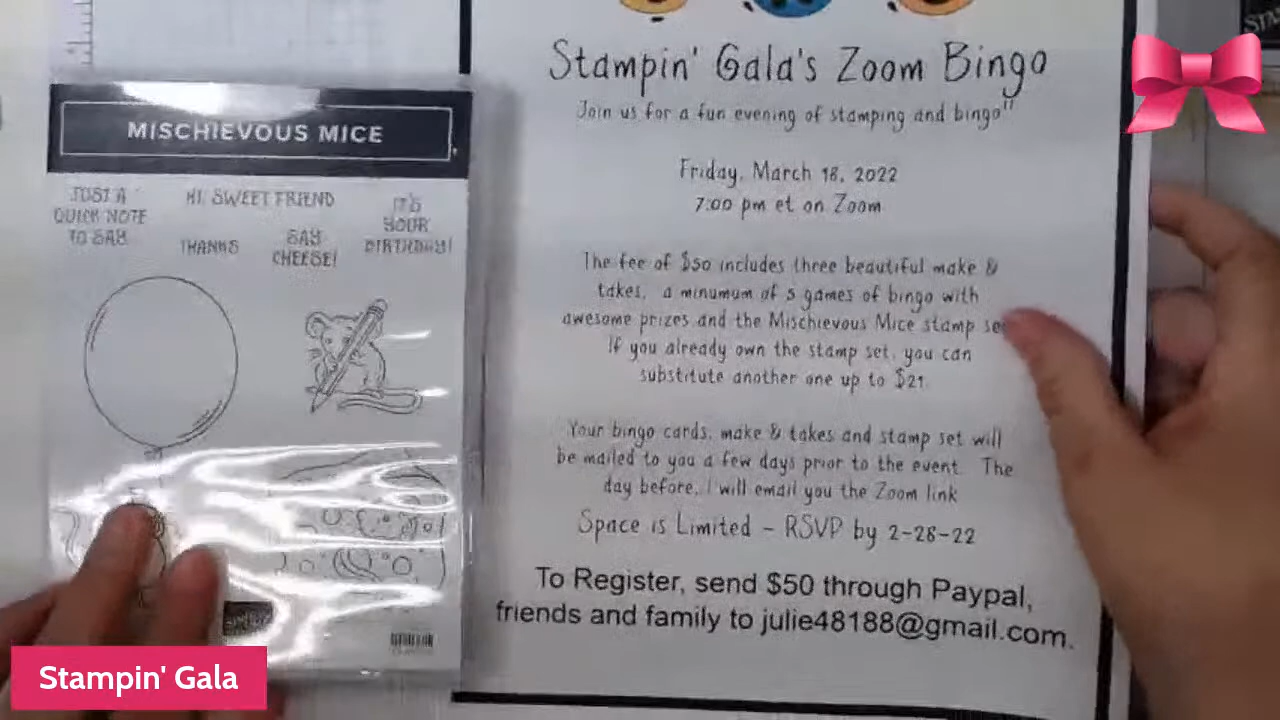 MISCHIEVOUS MICE
JUST A
QUICK NOTE
TO SAY
HI, SWEET FRIEND
THANKS
SAY
CHEESE!
IT'S
YOUR
BIRTHDAY!
Stampin' Gala's Zoom Bingo
Join us for a fun evening of stamping and bingo"
Friday, March 18, 2022
7:00 pm et on Zoom
The fee of $50 includes three beautiful make &
takes, a minumum of 5 games of bingo with
awesome prizes and the Mischievous Mice stamp
If you already own the stamp set, you can
substitute another one up to $21
Your bingo cards, make & takes and stamp set will
be mailed to you a few days prior to the event. The
day before, I will email you the Zoom link
Space is Limited - RSVP by 2-28-22
To Register, send $50 through Paypal,
friends and family to julie48188@gmail.com.
Stampin' Gala